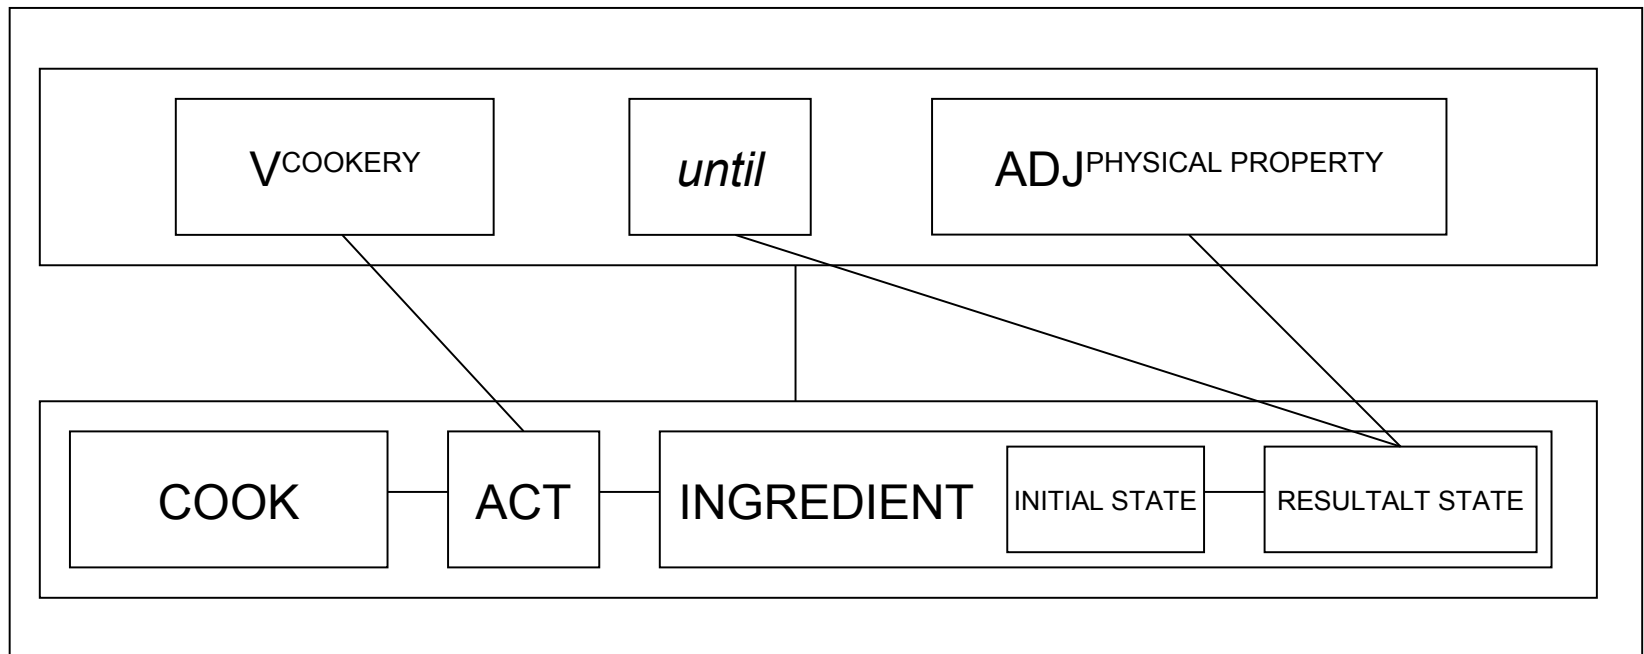 VCOOKERY until ADJPHYSICAL PROPERTY
COOK ACT INGREDIENT INITIAL STATE RESULTALT STATE